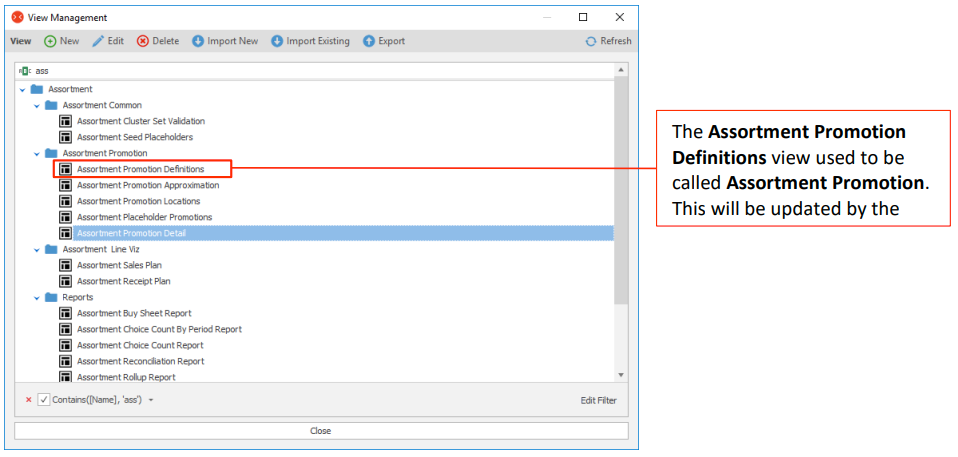 View Management
View New Edit Delete Import New Import Existing Export Refresh
ass
Assortment
Assortment Common
Assortment Cluster Set Validation
Assortment Seed Placeholders
Assortment Promotion
Assortment Promotion Definitions
Assortment Promotion Approximation
Assortment Promotion Locations
Assortment Placeholder Promotions
Assortment Promotion Detail
Assortment Line Viz
Assortment Sales Plan
Assortment Receipt Plan
Reports
Assortment Buy Sheet Report
Assortment Choice Count By Period Report
Assortment Choice Count Report
Assortment Reconciliation Report
Assortment Rollup Report
Contains([Name], 'ass') Edit Filter
Close
The Assortment Promotion
Definitions view used to be
called Assortment Promotion.
This will be updated by the